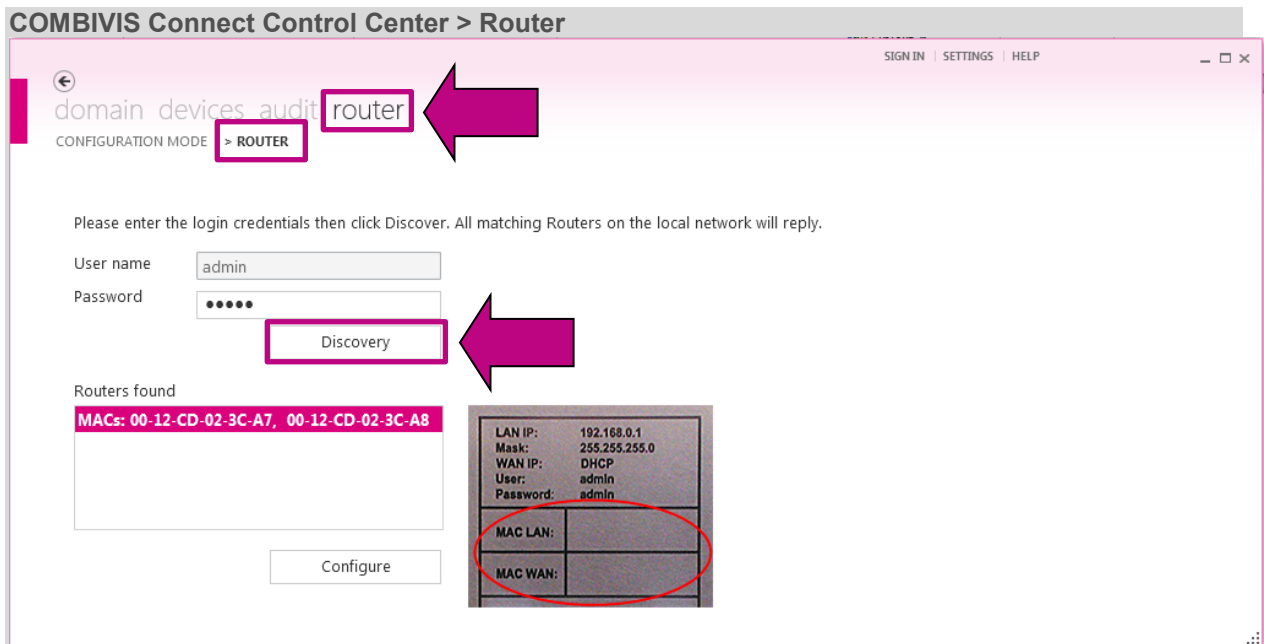 COMBIVIS Connect Control Center > Router
SIGN IN | SETTINGS | HELP
domain devices audit router
CONFIGURATION MODE > ROUTER
Please enter the login credentials then click Discover. All matching Routers on the local network will reply.
User name admin
Password •••••
Discovery
Routers found
MACs: 00-12-CD-02-3C-A7, 00-12-CD-02-3C-A8
LAN IP: 192.168.0.1
Mask: 255.255.255.0
WAN IP: DHCP
User: admin
Password: admin
MAC LAN:
MAC WAN:
Configure